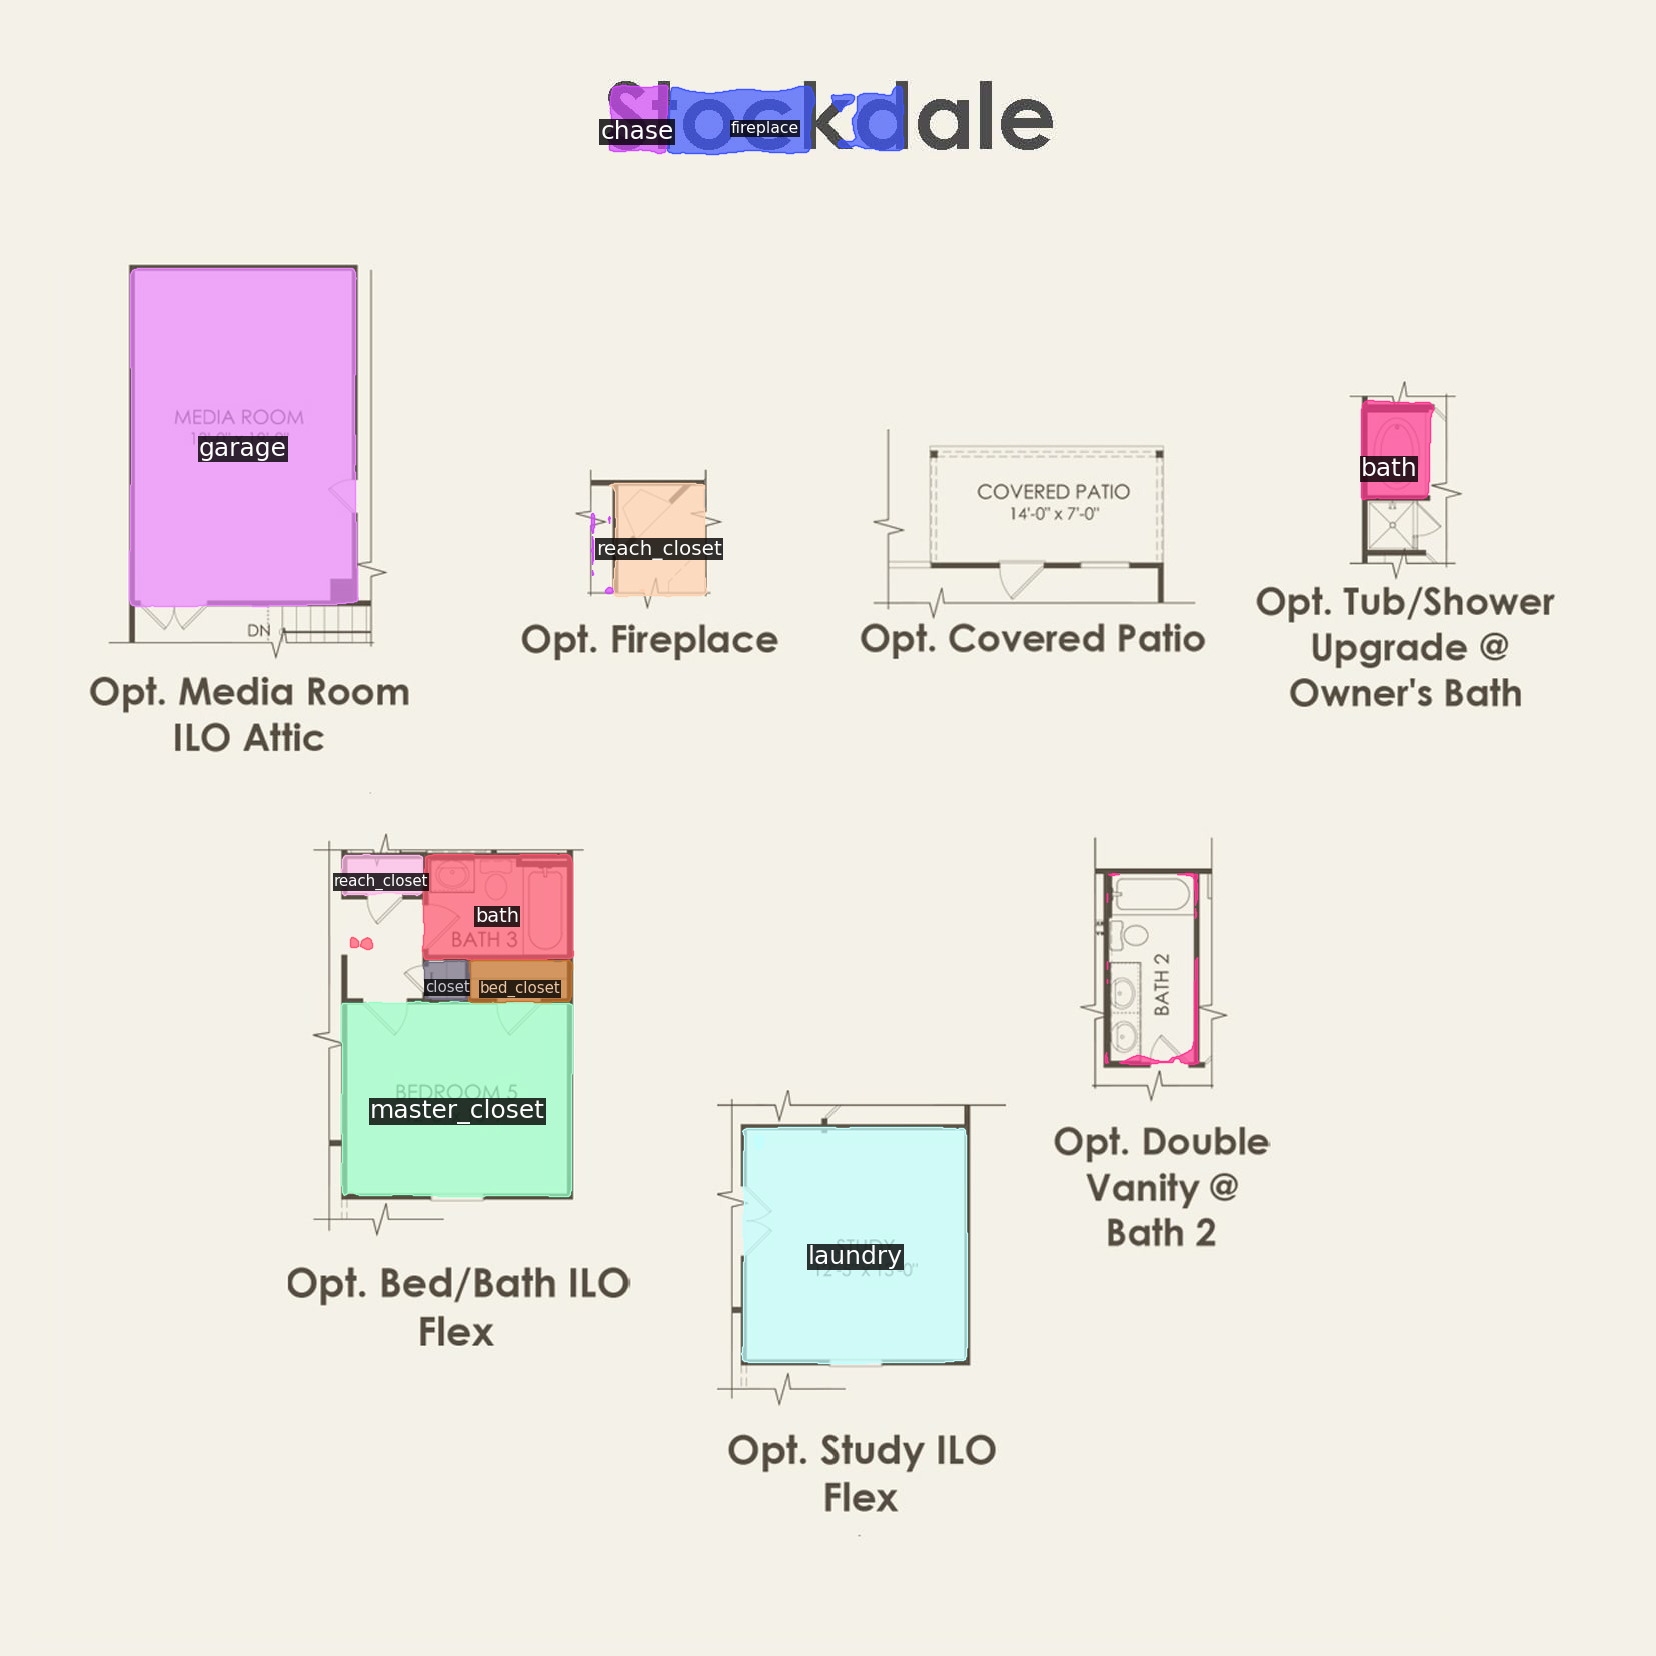 Stockdale
chase
fireplace
MEDIA ROOM
garage
DN
Opt. Media Room
ILO Attic
reach_closet
Opt. Fireplace
COVERED PATIO
14'-0" x 7'-0"
Opt. Covered Patio
bath
Opt. Tub/Shower
Upgrade @
Owner's Bath
reach_closet
bath
BATH 3
closet
bed_closet
BEDROOM 5
master_closet
Opt. Bed/Bath ILO
Flex
STUDY
laundry
Opt. Study ILO
Flex
BATH 2
Opt. Double
Vanity @
Bath 2